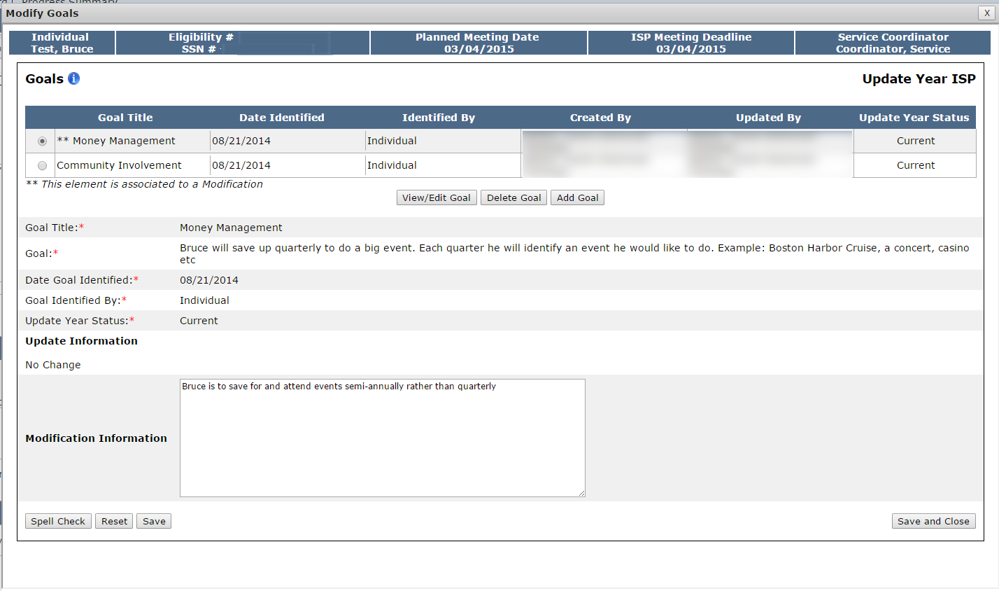 Progress Summary
Modify Goals X
Individual Eligibility # Planned Meeting Date ISP Meeting Deadline Service Coordinator
Test, Bruce SSN # 03/04/2015 03/04/2015 Coordinator, Service
Goals i Update Year ISP
Goal Title Date Identified Identified By Created By Updated By Update Year Status
** Money Management 08/21/2014 Individual Current
Community Involvement 08/21/2014 Individual Current
** This element is associated to a Modification
View/Edit Goal Delete Goal Add Goal
Goal Title:* Money Management
Goal:* Bruce will save up quarterly to do a big event. Each quarter he will identify an event he would like to do. Example: Boston Harbor Cruise, a concert, casino
etc
Date Goal Identified:* 08/21/2014
Goal Identified By:* Individual
Update Year Status:* Current
Update Information
No Change
Bruce is to save for and attend events semi-annually rather than quarterly
Modification Information
Spell Check Reset Save Save and Close